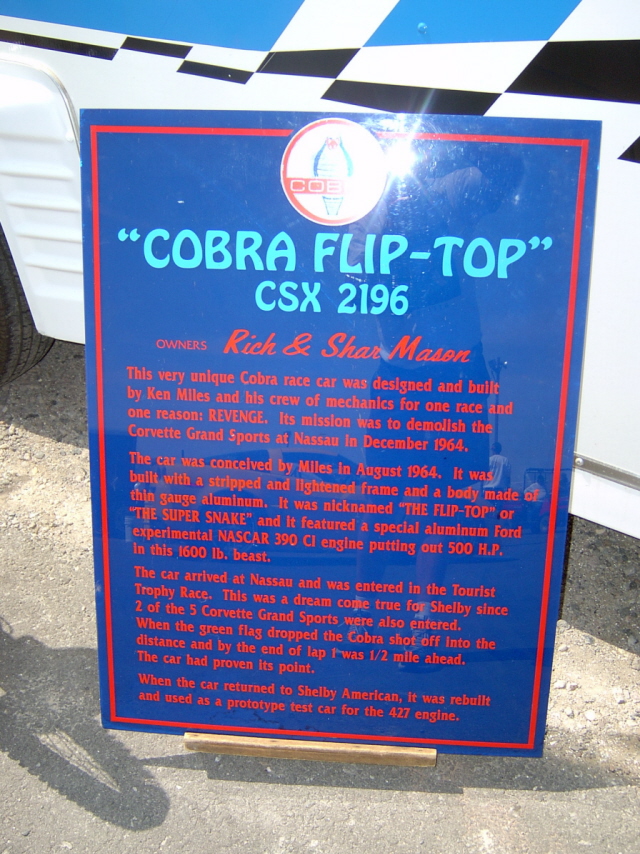 COBRA
"COBRA FLIP-TOP"
CSX 2196
OWNERS Rich & Shar Mason
This very unique Cobra race car was designed and built
by Ken Miles and his crew of mechanics for one race and
one reason: REVENGE. Its mission was to demolish the
Corvette Grand Sports at Nassau in December 1964.
The car was conceived by Miles in August 1964. It was
built with a stripped and lightened frame and a body made of
thin gauge aluminum. It was nicknamed "THE FLIP-TOP" or
"THE SUPER SNAKE" and it featured a special aluminum Ford
experimental NASCAR 390 CI engine putting out 500 H.P.
in this 1600 lb. beast.
The car arrived at Nassau and was entered in the Tourist
Trophy Race. This was a dream come true for Shelby since
2 of the 5 Corvette Grand Sports were also entered.
When the green flag dropped the Cobra shot off into the
distance and by the end of lap 1 was 1/2 mile ahead.
The car had proven its point.
When the car returned to Shelby American, it was rebuilt
and used as a prototype test car for the 427 engine.